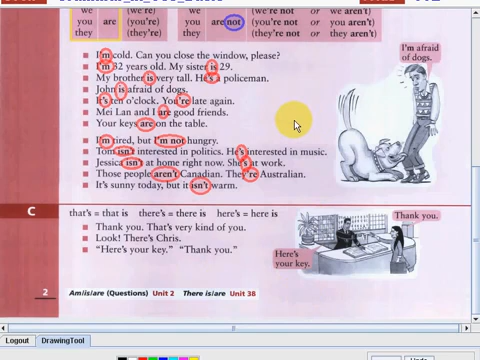 we (we're) (we're not or we aren't)
you are (you're) you are not (you're not or you aren't)
they (they're) they (they're not or they aren't)
I'm cold. Can you close the window, please?
I'm 32 years old. My sister is 29.
My brother is very tall. He's a policeman.
John is afraid of dogs.
It's ten o'clock. You're late again.
Mei Lan and I are good friends.
Your keys are on the table.
I'm afraid
of dogs.
I'm tired, but I'm not hungry.
Tom isn't interested in politics. He's interested in music.
Jessica isn't at home right now. She's at work.
Those people aren't Canadian. They're Australian.
It's sunny today, but it isn't warm.
C
that's = that is there's = there is here's = here is
Thank you. That's very kind of you.
Look! There's Chris.
"Here's your key." "Thank you."
Thank you.
Here's
your key.
2 Am/is/are (Questions) Unit 2 There is/are Unit 38
Logout DrawingTool